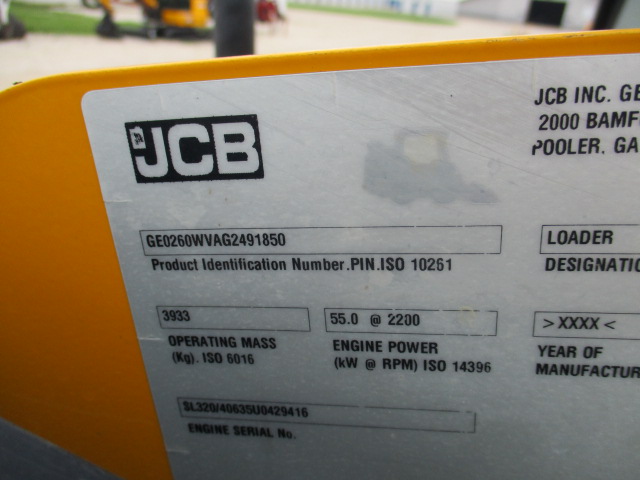 JCB
JCB INC. GE
2000 BAMF
POOLER. GA
GEO260WVAG2491850
Product Identification Number.PIN.ISO 10261
LOADER
DESIGNATIO
3933
OPERATING MASS
(Kg). ISO 6016
55.0 @ 2200
ENGINE POWER
(kW @ RPM) ISO 14396
>XXXX<
YEAR OF
MANUFACTUR
SL320/40635U0429416
ENGINE SERIAL No.